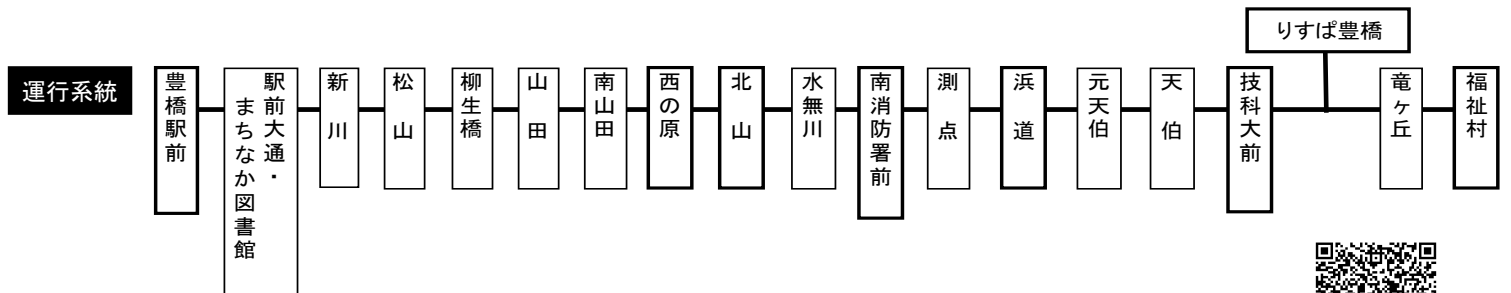 りすぱ豊橋
運行系統
豊橋駅前
駅前大通・
まちなか図書館
新川
松山
柳生橋
山田
南山田
西の原
北山
水無川
南消防署前
測点
浜道
元天伯
天伯
技科大前
竜ヶ丘
福祉村